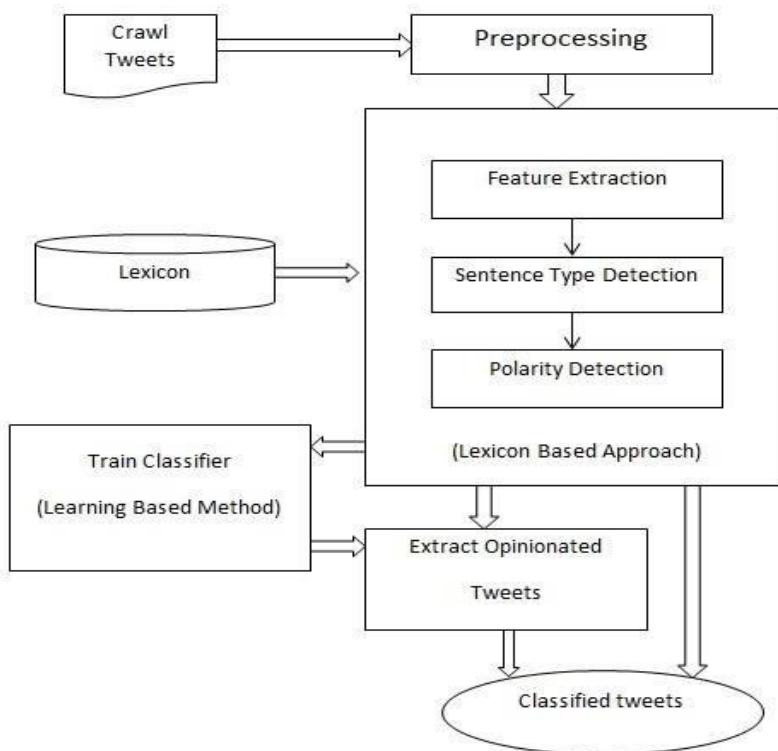 Crawl
Tweets
Preprocessing
Feature Extraction
Lexicon
Sentence Type Detection
Polarity Detection
(Lexicon Based Approach)
Train Classifier
(Learning Based Method)
Extract Opinionated
Tweets
Classified tweets